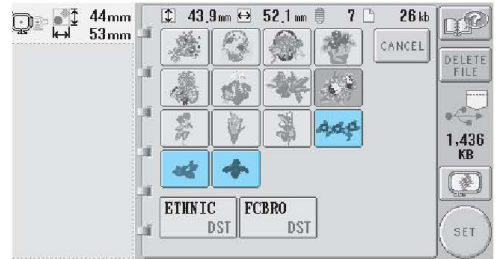 44mm
53mm
43.9mm 52.1mm 7 26kb
CANCEL
DELETE
FILE
1,436
KB
ETHNIC
DST
FCBRO
DST
SET